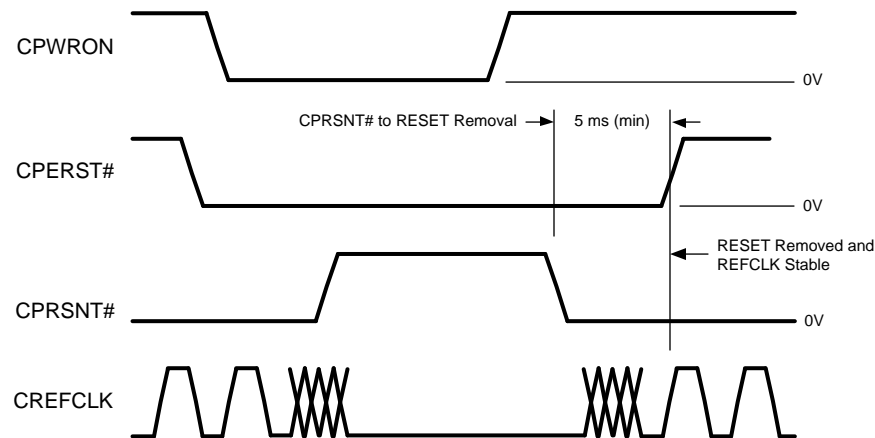 CPWRON
0V
CPRSNT# to RESET Removal
5 ms (min)
CPERST#
0V
RESET Removed and
REFCLK Stable
CPRSNT#
0V
CREFCLK